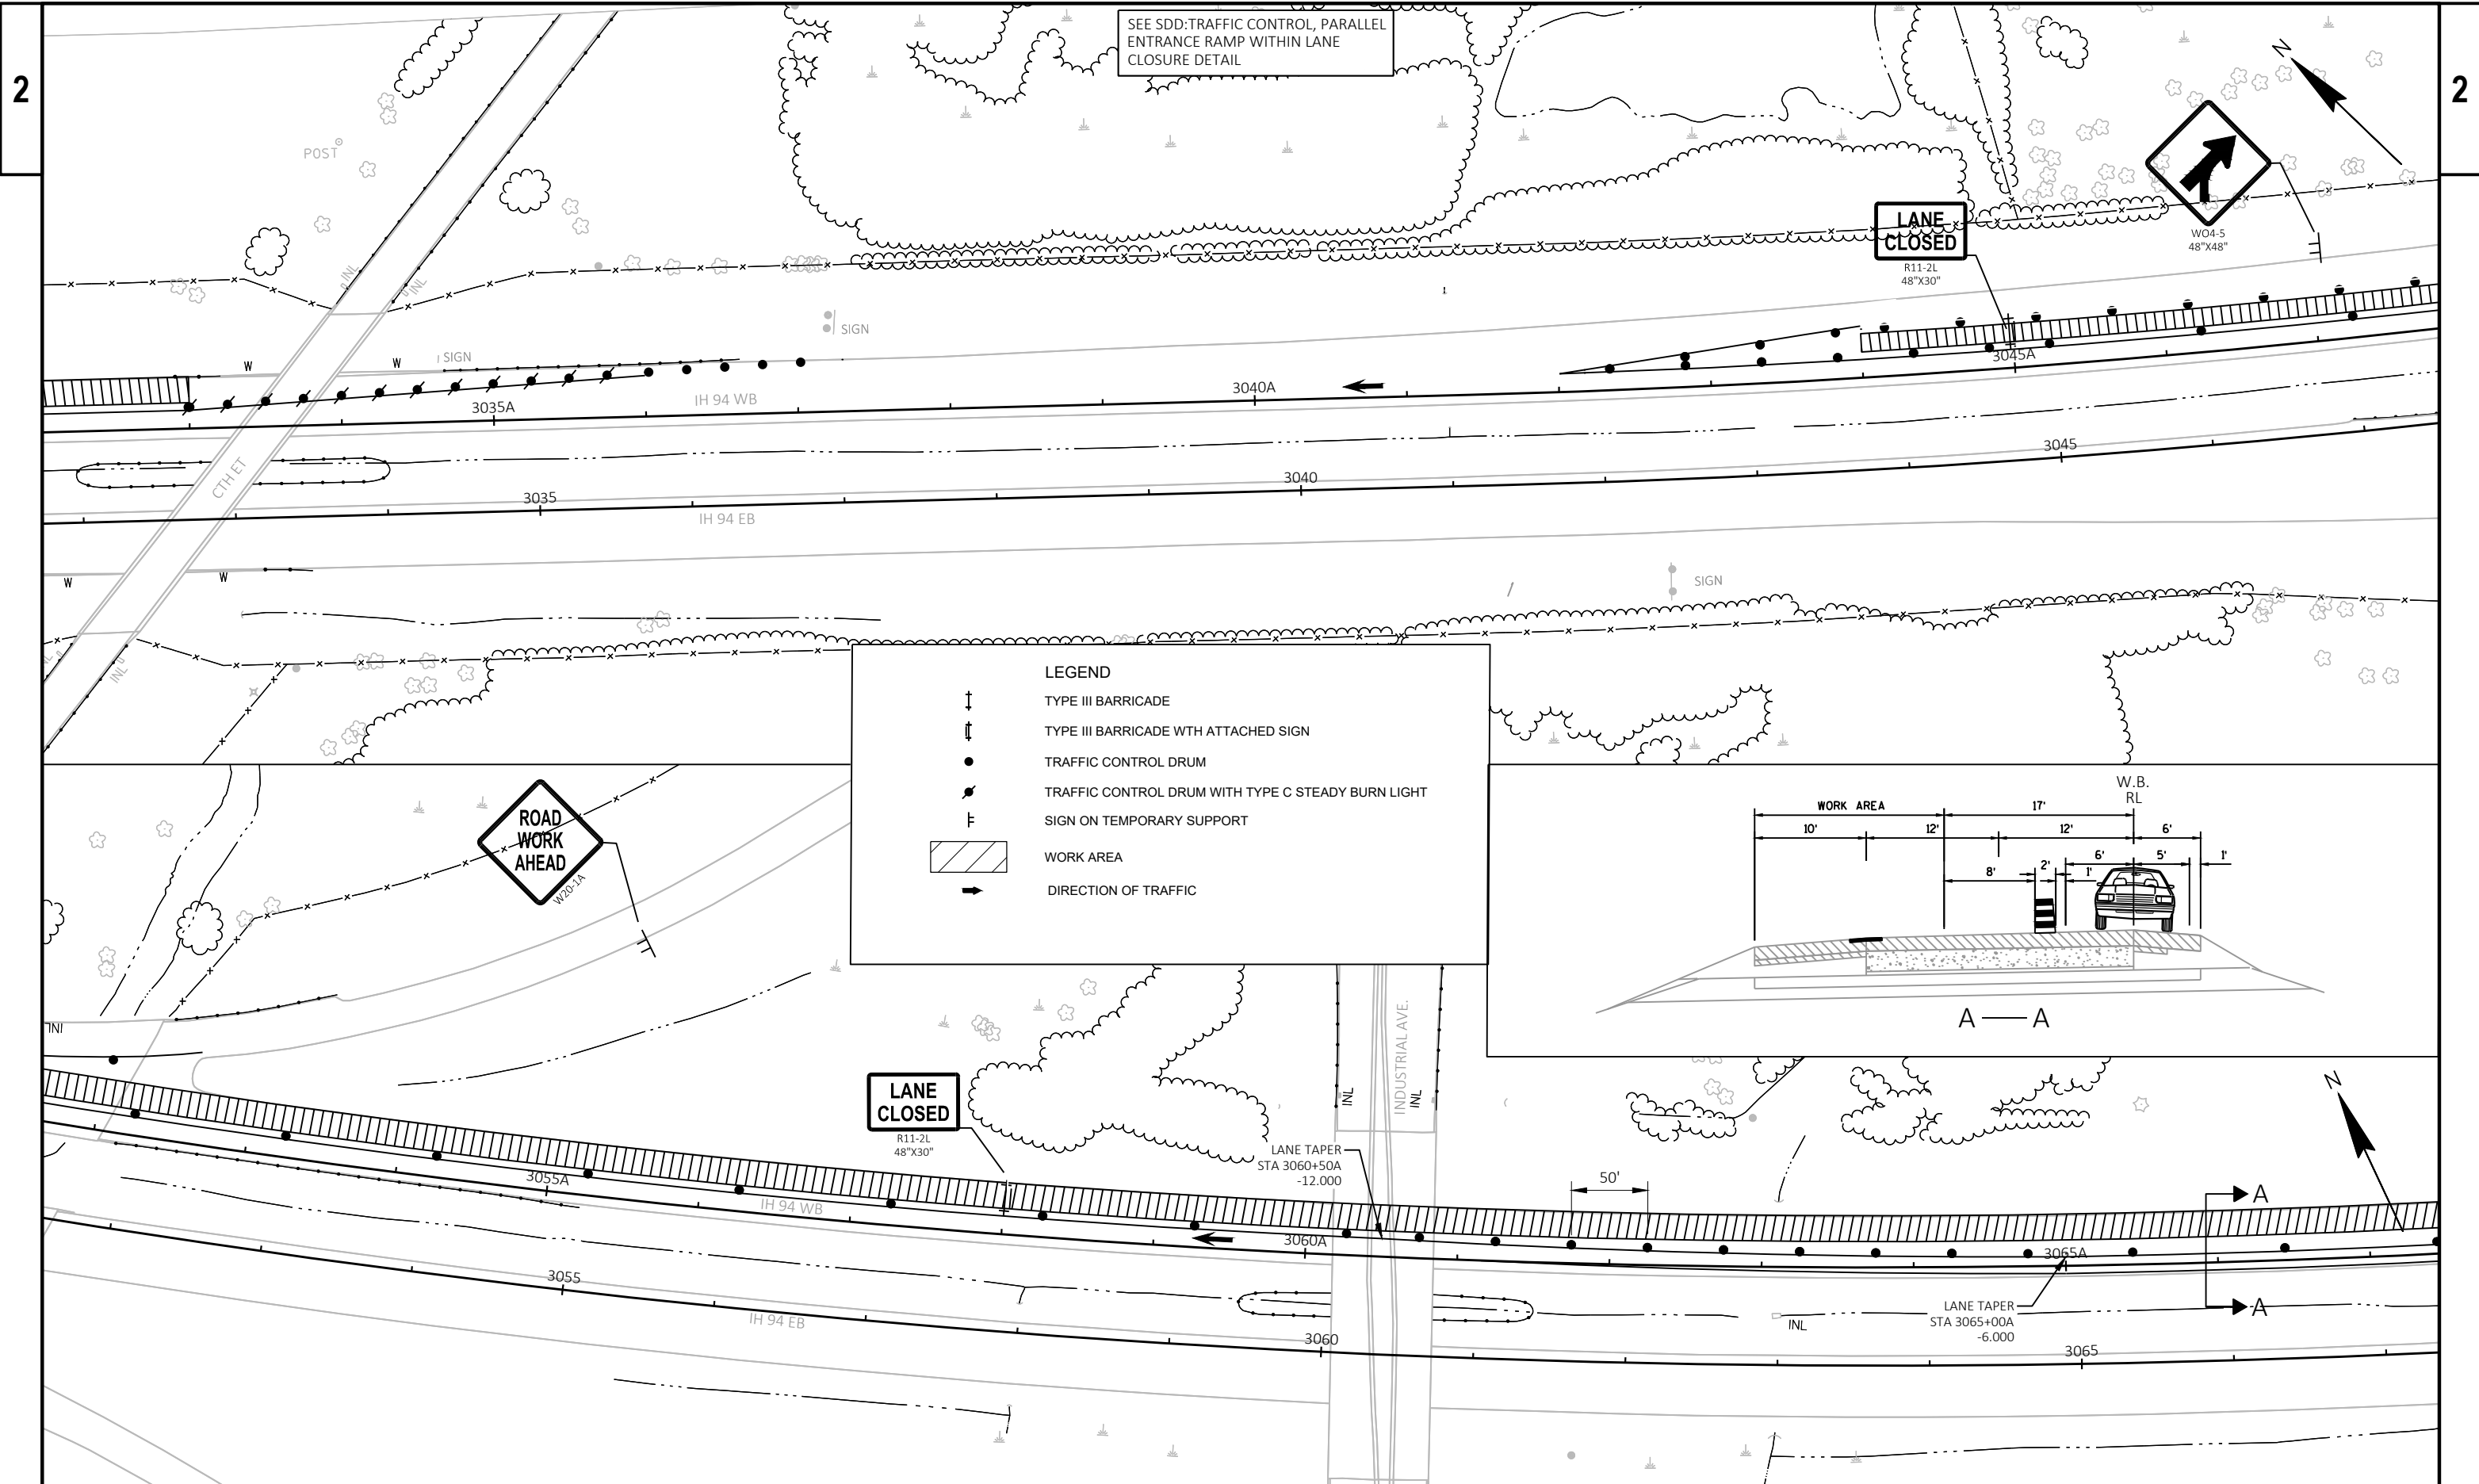 2
2
SEE SDD:TRAFFIC CONTROL, PARALLEL
ENTRANCE RAMP WITHIN LANE
CLOSURE DETAIL
N
POST
INL
INL
LANE
CLOSED
R11-2L
48"X30"
WO4-5
48"X48"
SIGN
SIGN
W
W
3035A
IH 94 WB
3040A
3045A
CTH ET
3035
IH 94 EB
3040
3045
W
W
SIGN
INL
INL
LEGEND
TYPE III BARRICADE
TYPE III BARRICADE WTH ATTACHED SIGN
TRAFFIC CONTROL DRUM
TRAFFIC CONTROL DRUM WITH TYPE C STEADY BURN LIGHT
SIGN ON TEMPORARY SUPPORT
WORK AREA
DIRECTION OF TRAFFIC
ROAD
WORK
AHEAD
W20-1A
W.B.
RL
WORK AREA
17'
10'
12'
12'
6'
6'
5'
1'
8'
2'
1'
A — A
INL
LANE
CLOSED
R11-2L
48"X30"
INDUSTRIAL AVE.
INL
INL
LANE TAPER
STA 3060+50A
-12.000
50'
N
A
A
3055A
IH 94 WB
3060A
3065A
3055
IH 94 EB
3060
LANE TAPER
STA 3065+00A
-6.000
INL
3065